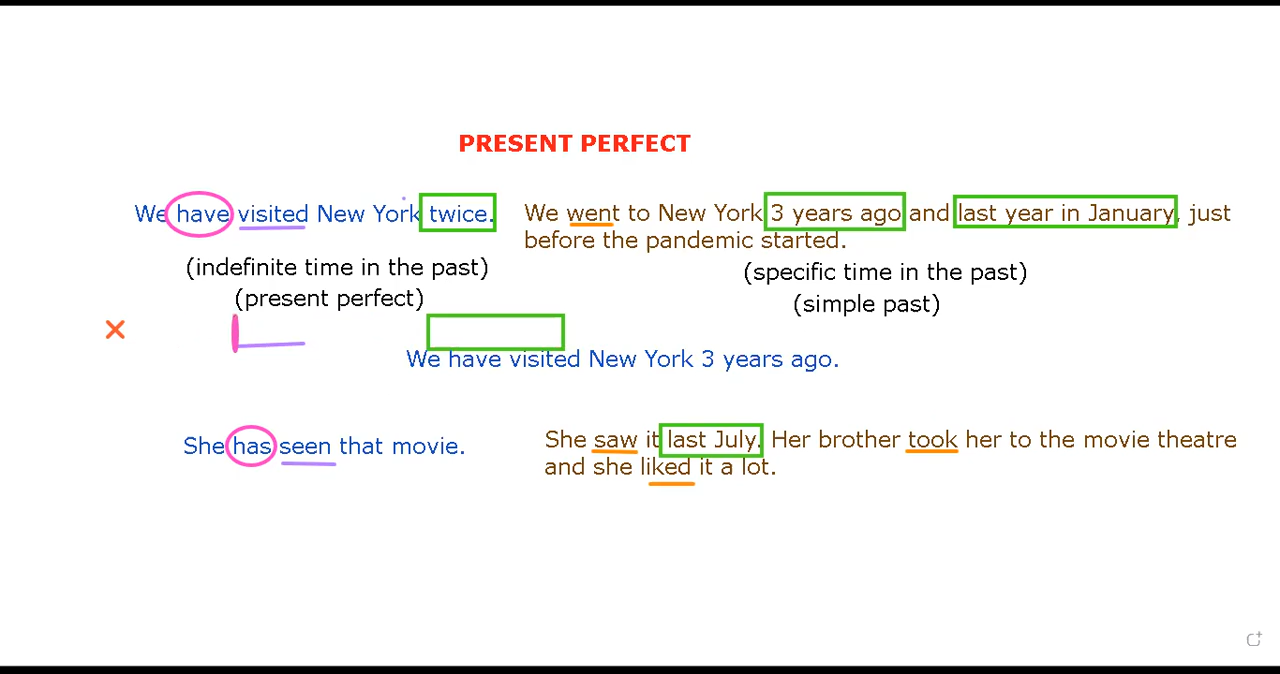 PRESENT PERFECT
We have visited New York twice.
We went to New York 3 years ago and last year in January, just
before the pandemic started.
(indefinite time in the past)
(present perfect)
(specific time in the past)
(simple past)
We have visited New York 3 years ago.
She has seen that movie.
She saw it last July. Her brother took her to the movie theatre
and she liked it a lot.